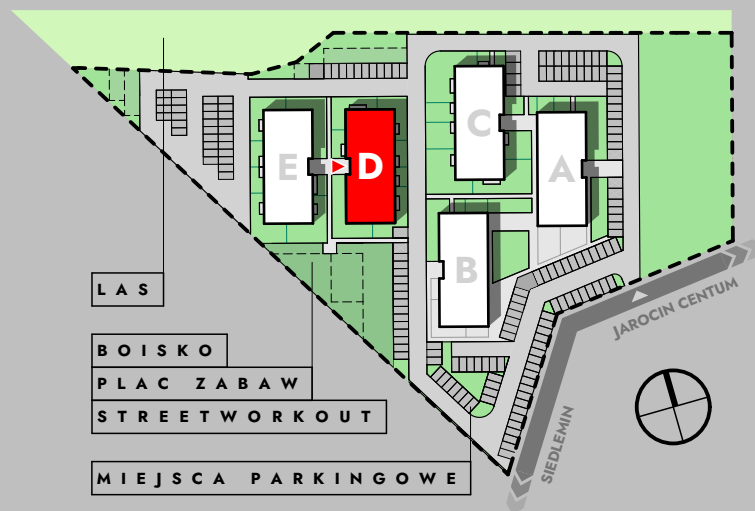 C
A
E
D
B
LAS
BOISKO
PLAC ZABAW
STREETWORKOUT
MIEJSCA PARKINGOWE
JAROCIN CENTUM
SIEDLEMIN